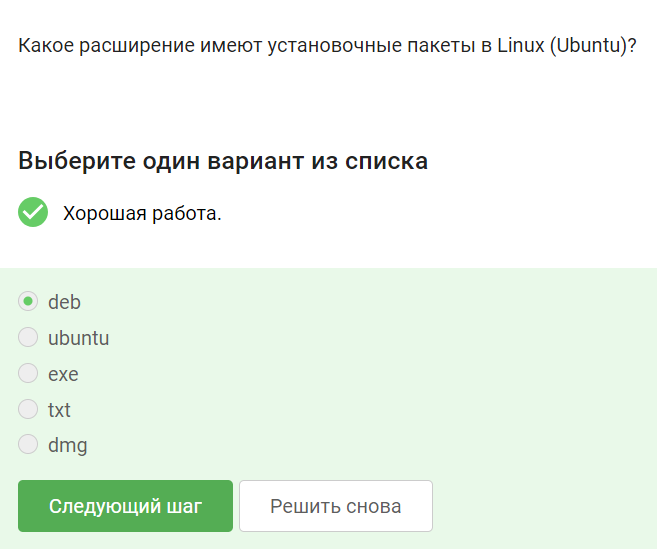 Какое расширение имеют установочные пакеты в Linux (Ubuntu)?
Выберите один вариант из списка
Хорошая работа.
deb
ubuntu
exe
txt
dmg
Следующий шаг
Решить снова